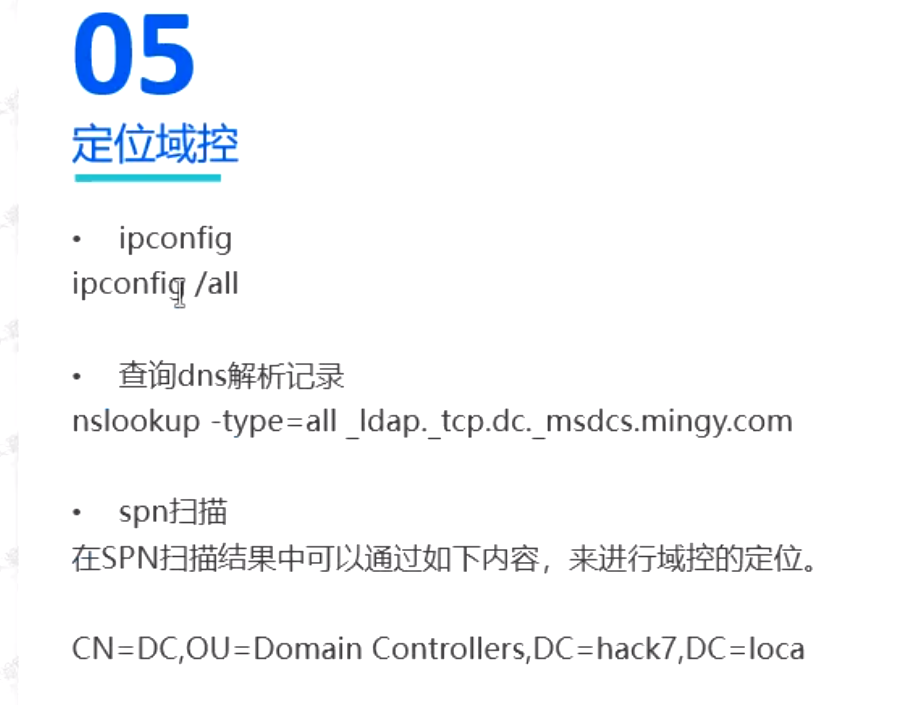 05
定位域控
• ipconfig
ipconfig /all
• 查询dns解析记录
nslookup -type=all _ldap._tcp.dc._msdcs.mingy.com
• spn扫描
在SPN扫描结果中可以通过如下内容，来进行域控的定位。
CN=DC,OU=Domain Controllers,DC=hack7,DC=loca